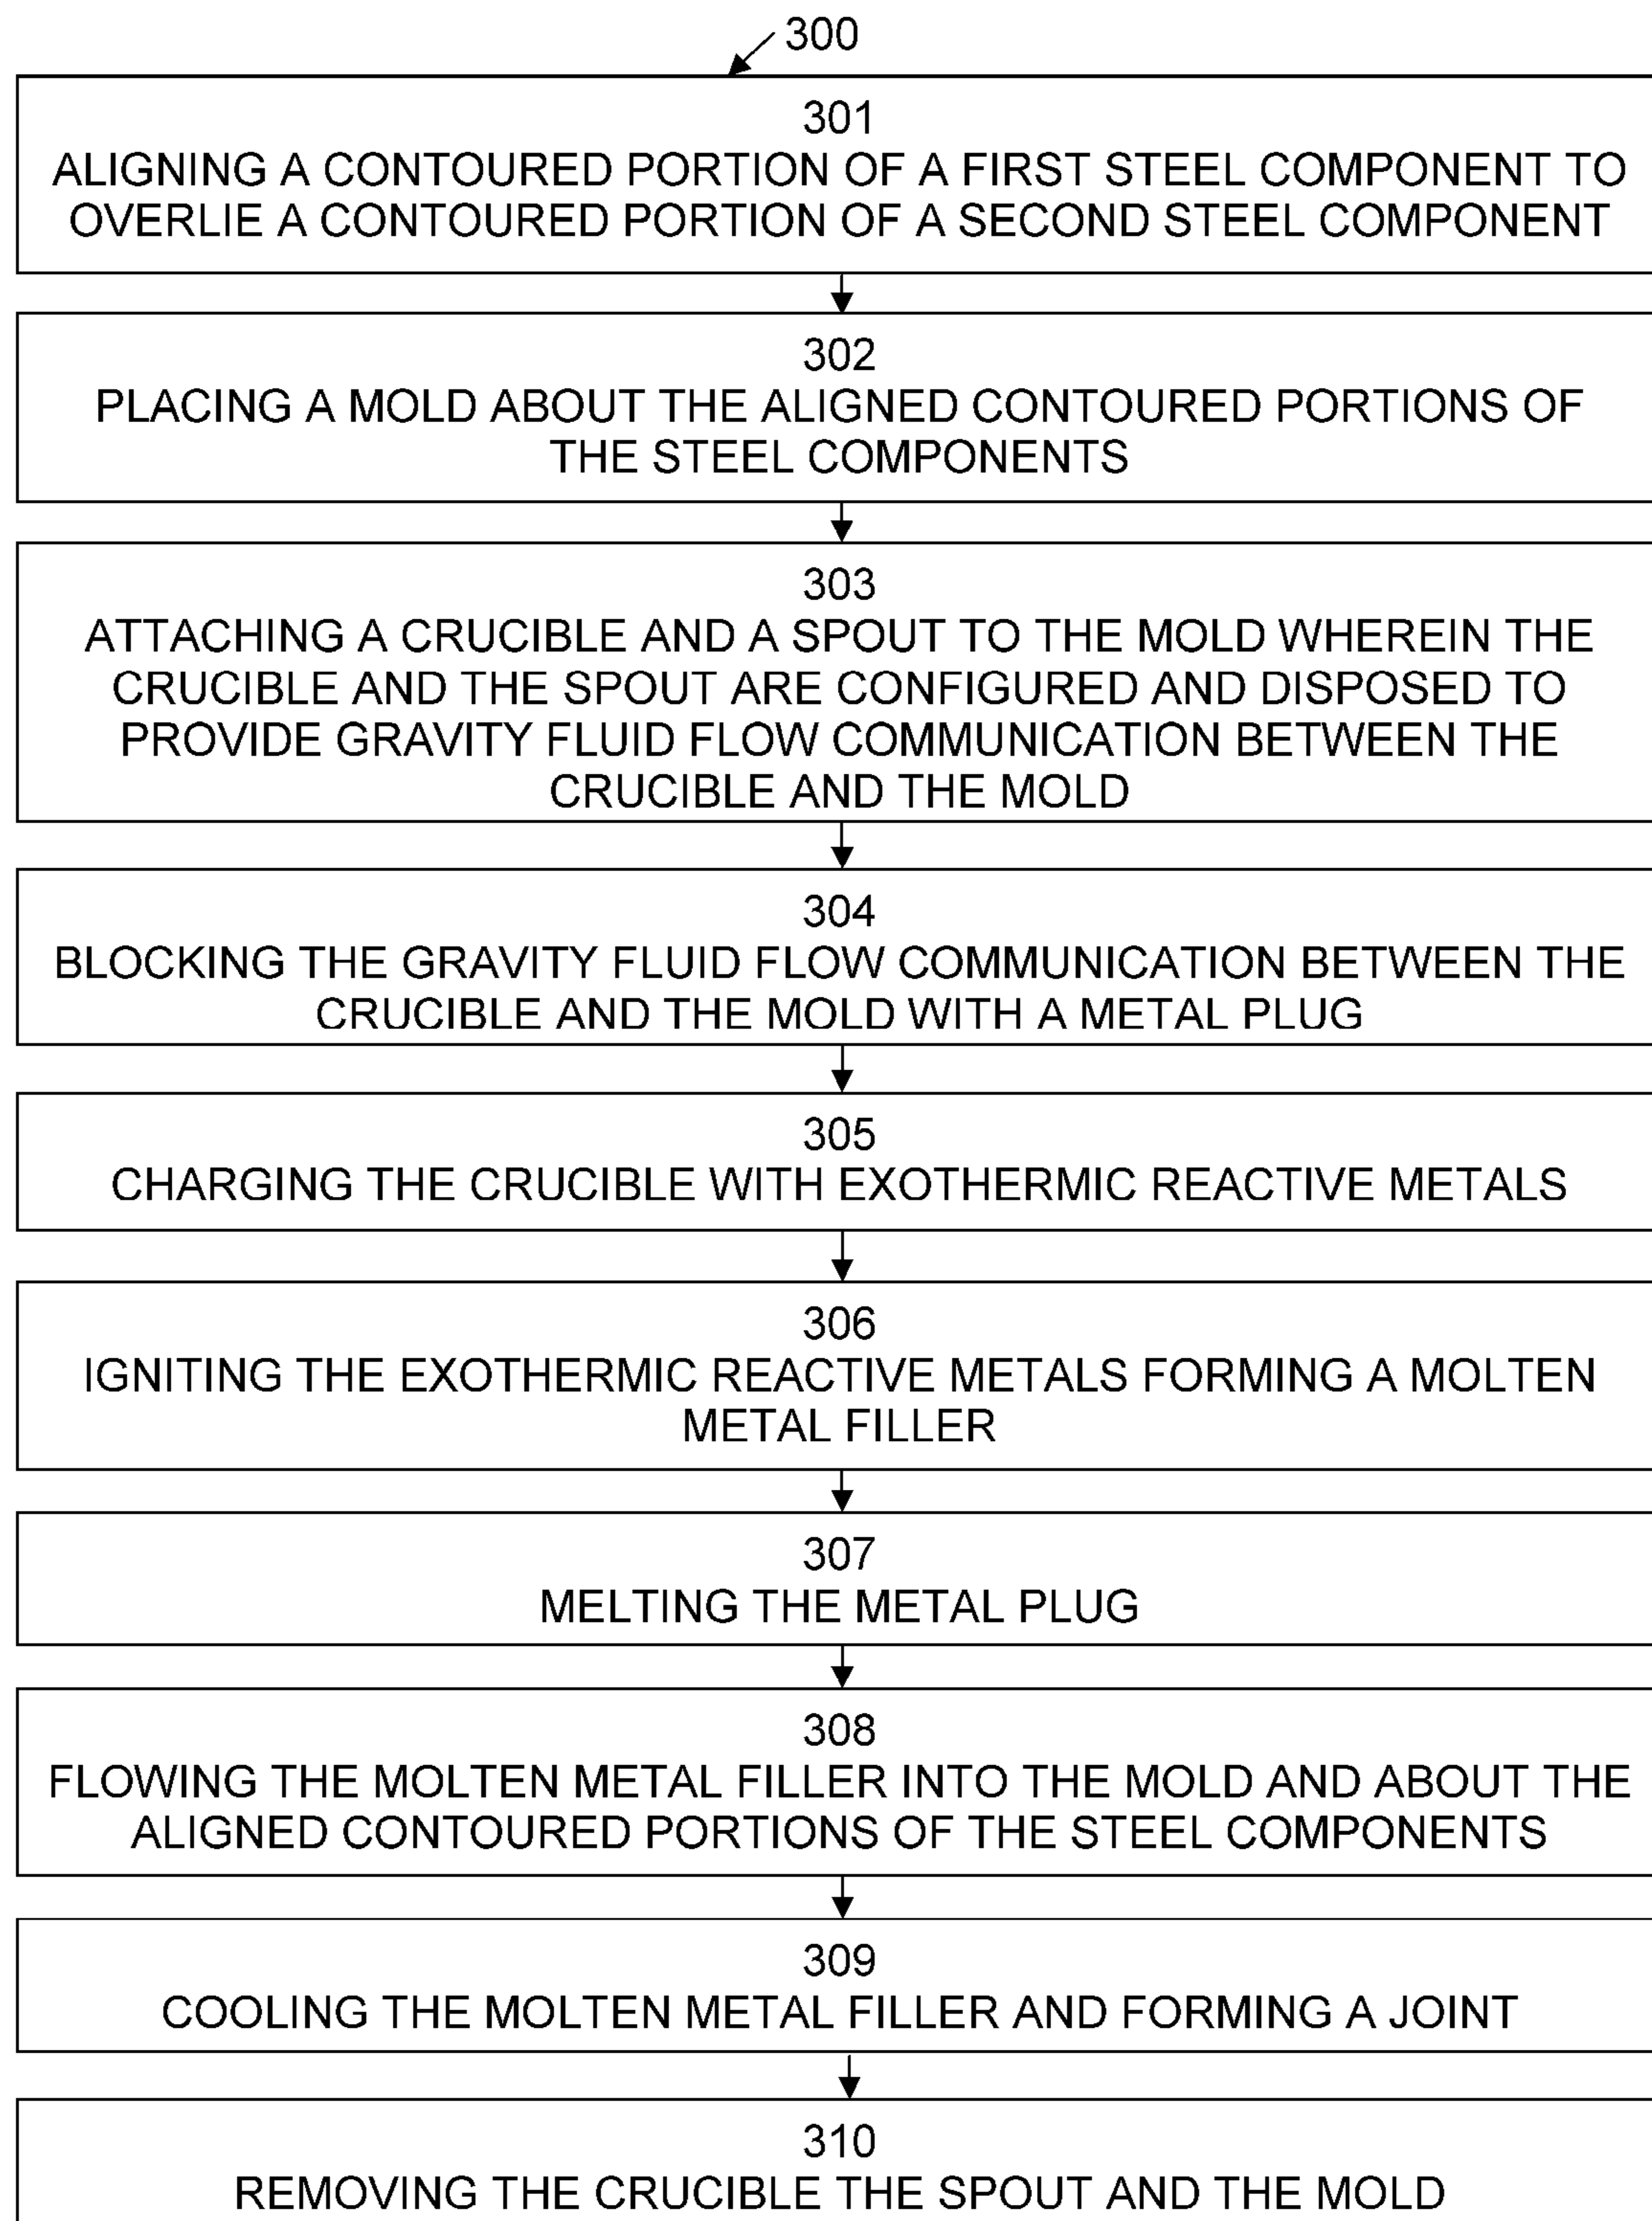 300
301
ALIGNING A CONTOURED PORTION OF A FIRST STEEL COMPONENT TO
OVERLIE A CONTOURED PORTION OF A SECOND STEEL COMPONENT
302
PLACING A MOLD ABOUT THE ALIGNED CONTOURED PORTIONS OF
THE STEEL COMPONENTS
303
ATTACHING A CRUCIBLE AND A SPOUT TO THE MOLD WHEREIN THE
CRUCIBLE AND THE SPOUT ARE CONFIGURED AND DISPOSED TO
PROVIDE GRAVITY FLUID FLOW COMMUNICATION BETWEEN THE
CRUCIBLE AND THE MOLD
304
BLOCKING THE GRAVITY FLUID FLOW COMMUNICATION BETWEEN THE
CRUCIBLE AND THE MOLD WITH A METAL PLUG
305
CHARGING THE CRUCIBLE WITH EXOTHERMIC REACTIVE METALS
306
IGNITING THE EXOTHERMIC REACTIVE METALS FORMING A MOLTEN
METAL FILLER
307
MELTING THE METAL PLUG
308
FLOWING THE MOLTEN METAL FILLER INTO THE MOLD AND ABOUT THE
ALIGNED CONTOURED PORTIONS OF THE STEEL COMPONENTS
309
COOLING THE MOLTEN METAL FILLER AND FORMING A JOINT
310
REMOVING THE CRUCIBLE THE SPOUT AND THE MOLD